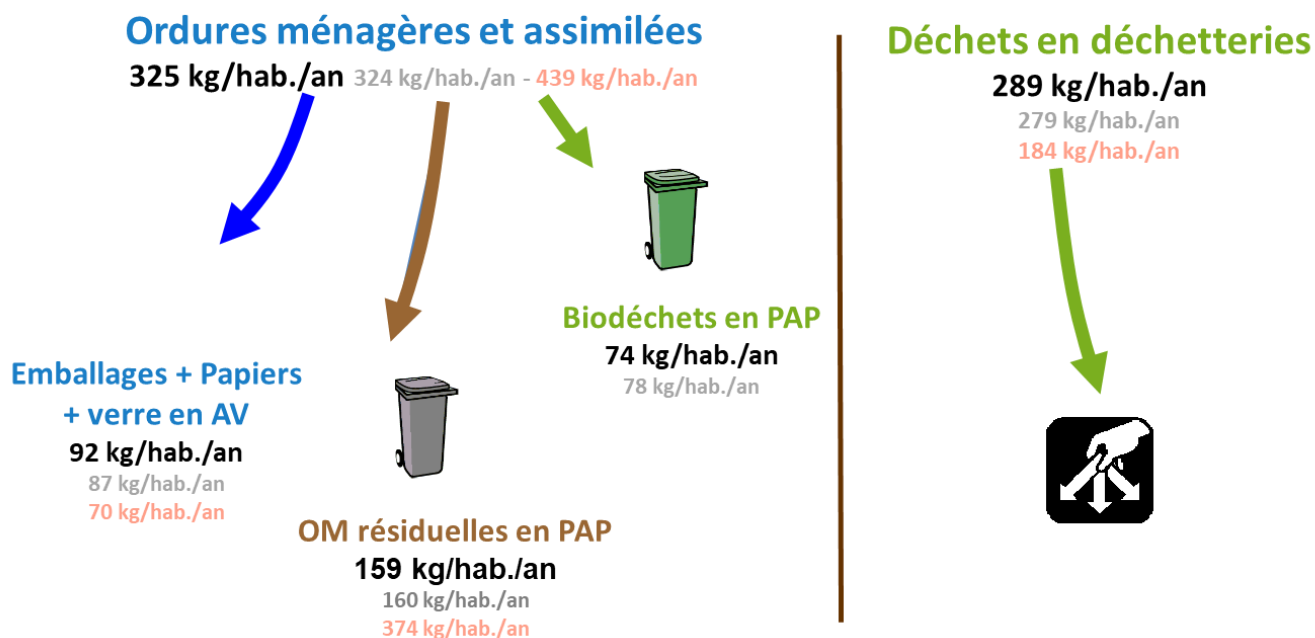 Ordures ménagères et assimilées
325 kg/hab./an 324 kg/hab./an - 439 kg/hab./an
Emballages + Papiers
+ verre en AV
92 kg/hab./an
87 kg/hab./an
70 kg/hab./an
OM résiduelles en PAP
159 kg/hab./an
160 kg/hab./an
374 kg/hab./an
Biodéchets en PAP
74 kg/hab./an
78 kg/hab./an
Déchets en déchetteries
289 kg/hab./an
279 kg/hab./an
184 kg/hab./an